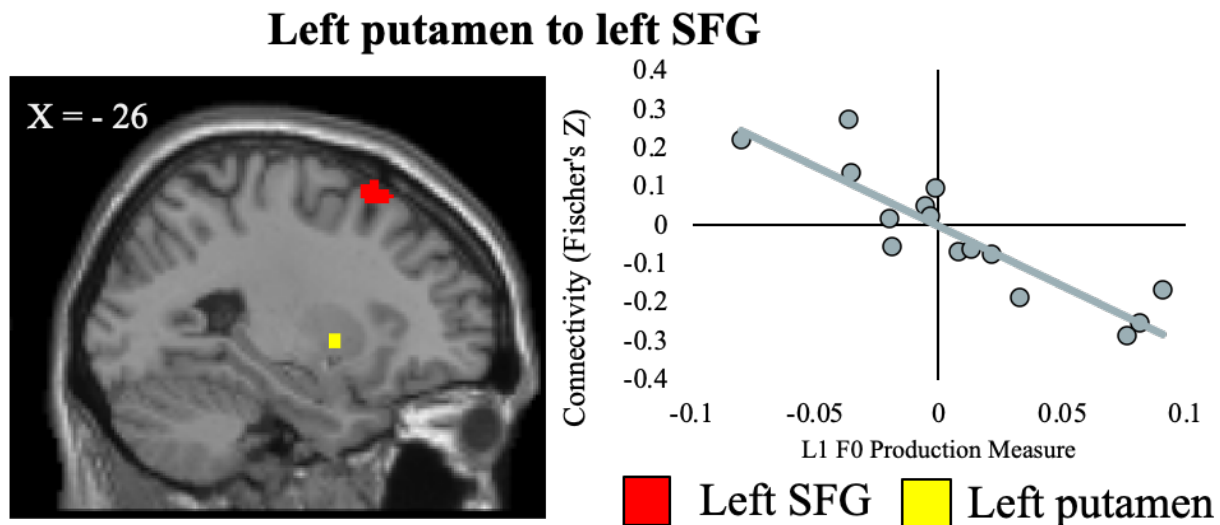 Left putamen to left SFG
X = - 26
Connectivity (Fischer's Z)
0.4
0.3
0.2
0.1
0
-0.1
-0.2
-0.3
-0.4
-0.1 -0.05 0 0.05 0.1
L1 F0 Production Measure
Left SFG Left putamen